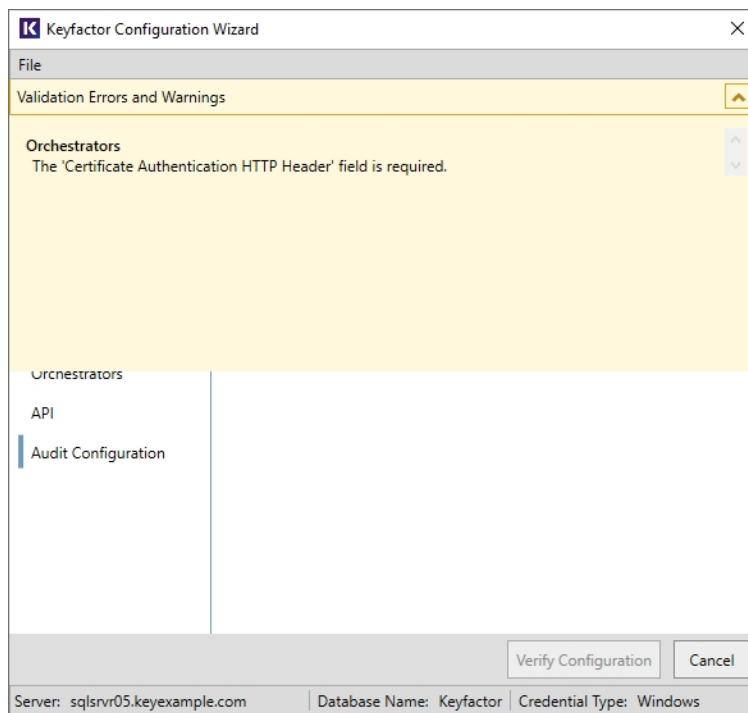 K Keyfactor Configuration Wizard
File
Validation Errors and Warnings
Orchestrators
The 'Certificate Authentication HTTP Header' field is required.
Orchestrators
API
Audit Configuration
Verify Configuration Cancel
Server: sqlsrvr05.keyexample.com Database Name: Keyfactor Credential Type: Windows